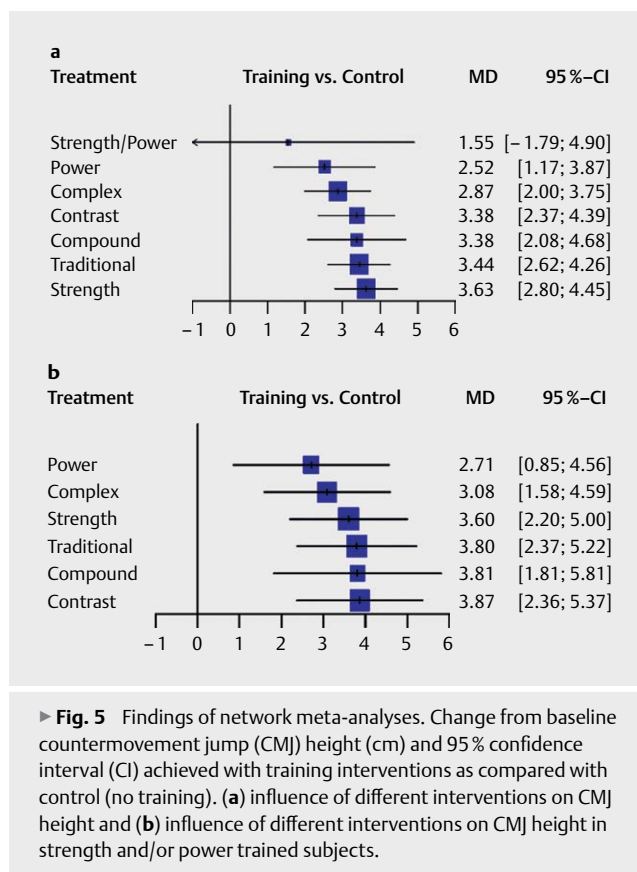 a
Treatment Training vs. Control MD 95 %–CI
Strength/Power 1.55 [– 1.79; 4.90]
Power 2.52 [1.17; 3.87]
Complex 2.87 [2.00; 3.75]
Contrast 3.38 [2.37; 4.39]
Compound 3.38 [2.08; 4.68]
Traditional 3.44 [2.62; 4.26]
Strength 3.63 [2.80; 4.45]
– 1 0 1 2 3 4 5 6
b
Treatment Training vs. Control MD 95 %–CI
Power 2.71 [0.85; 4.56]
Complex 3.08 [1.58; 4.59]
Strength 3.60 [2.20; 5.00]
Traditional 3.80 [2.37; 5.22]
Compound 3.81 [1.81; 5.81]
Contrast 3.87 [2.36; 5.37]
– 1 0 1 2 3 4 5 6
▶ Fig. 5 Findings of network meta-analyses. Change from baseline
countermovement jump (CMJ) height (cm) and 95 % confidence
interval (CI) achieved with training interventions as compared with
control (no training). (a) influence of different interventions on CMJ
height and (b) influence of different interventions on CMJ height in
strength and/or power trained subjects.